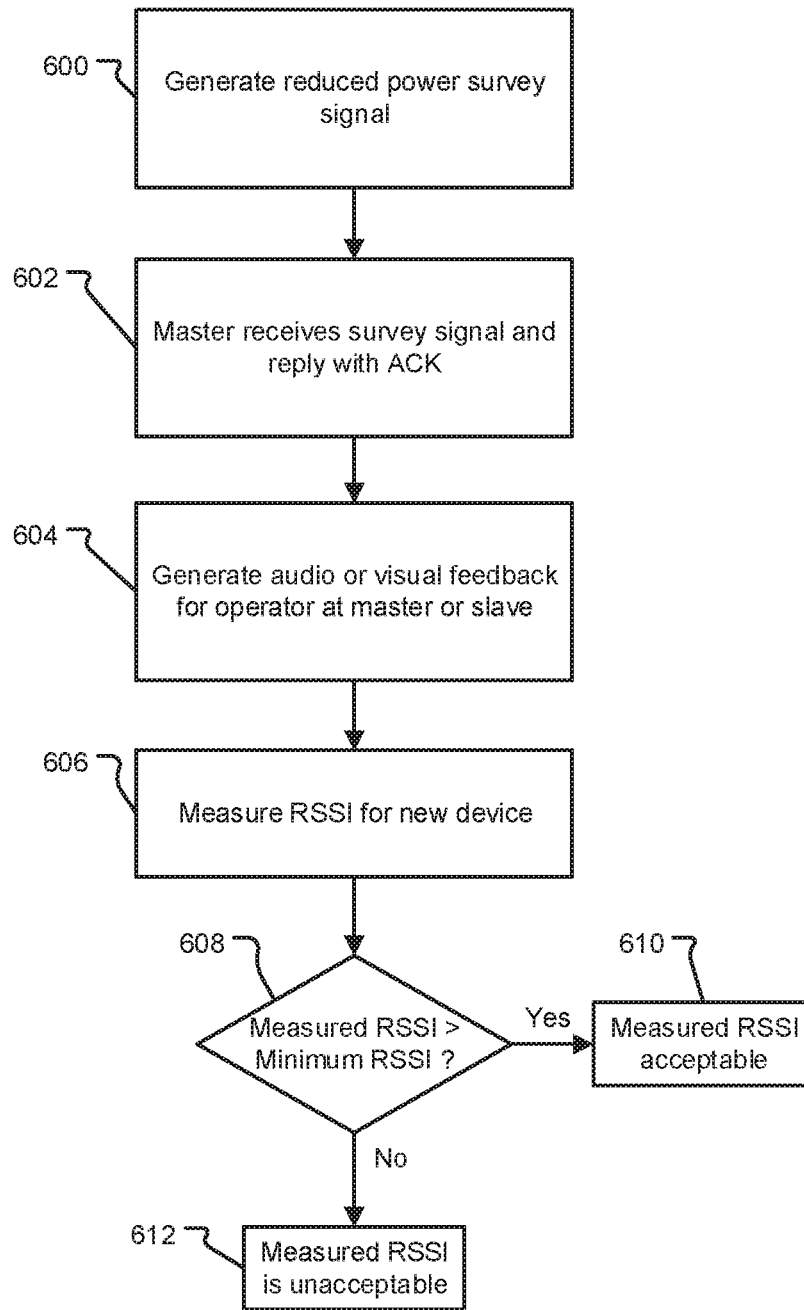 600
Generate reduced power survey
signal
602
Master receives survey signal and
reply with ACK
604
Generate audio or visual feedback
for operator at master or slave
606
Measure RSSI for new device
608
Measured RSSI >
Minimum RSSI ?
Yes
610
Measured RSSI
acceptable
No
612
Measured RSSI
is unacceptable